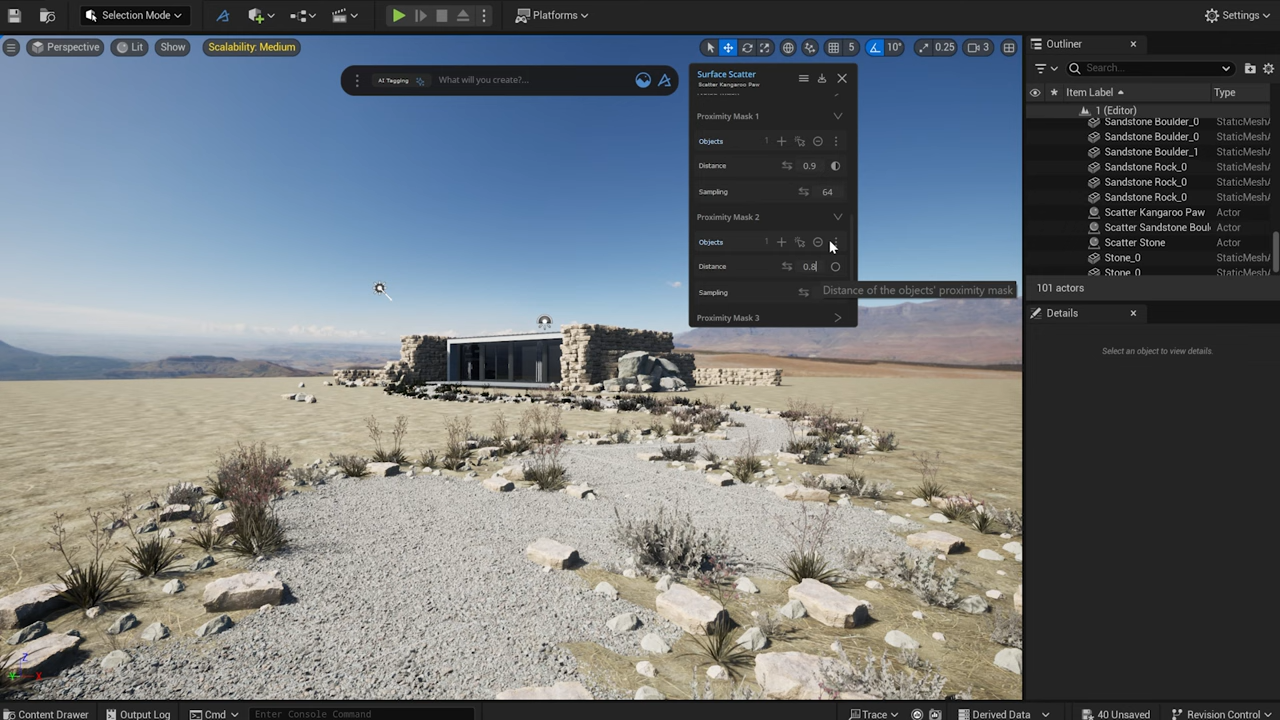 Selection Mode
Platforms
Settings
Perspective
Lit
Show
Scalability: Medium
5
10°
0.25
3
Outliner
Search...
Item Label
Type
1 (Editor)
Sandstone Boulder_0 StaticMesh
Sandstone Boulder_0 StaticMesh
Sandstone Boulder_1 StaticMesh
Sandstone Rock_0 StaticMesh
Sandstone Rock_0 StaticMesh
Sandstone Rock_0 StaticMesh
Scatter Kangaroo Paw Actor
Scatter Sandstone Boul Actor
Scatter Stone Actor
Stone_0 StaticMesh
Stone_0 StaticMesh
101 actors
Details
Select an object to view details.
AI Tagging
What will you create?...
Surface Scatter
Scatter Kangaroo Paw
Proximity Mask 1
Objects 1
Distance 0.9
Sampling 64
Proximity Mask 2
Objects 1
Distance 0.8
Sampling
Distance of the objects' proximity mask
Proximity Mask 3
Content Drawer
Output Log
Cmd
Enter Console Command
Trace
Derived Data
40 Unsaved
Revision Control